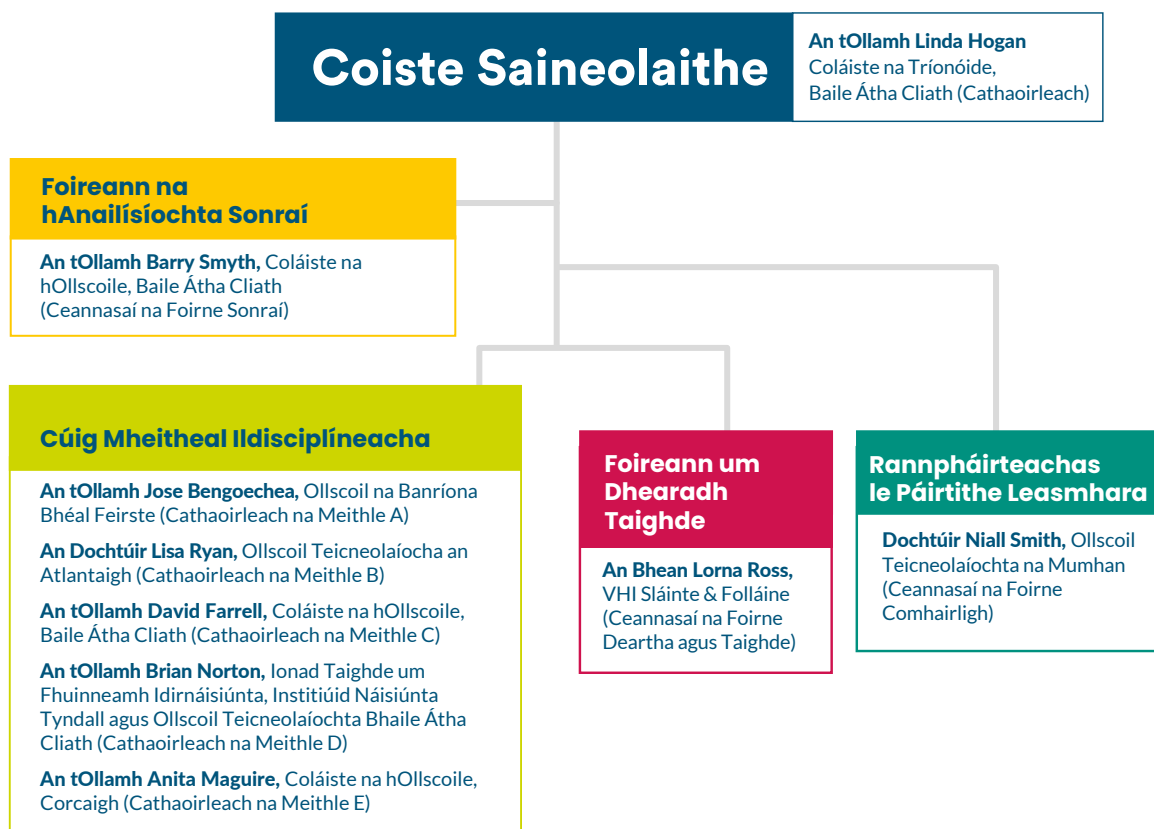 Coiste Saineolaithe
An tOllamh Linda Hogan
Coláiste na Tríonóide,
Baile Átha Cliath (Cathaoirleach)
Foireann na
hAnailísíochta Sonraí
An tOllamh Barry Smyth, Coláiste na
hOllscoile, Baile Átha Cliath
(Ceannasaí na Foirne Sonraí)
Cúig Mheitheal Ildisciplíneacha
An tOllamh Jose Bengoechea, Ollscoil na Banríona
Bhéal Feirste (Cathaoirleach na Meithle A)
An Dochtúir Lisa Ryan, Ollscoil Teicneolaíocha an
Atlantaigh (Cathaoirleach na Meithle B)
An tOllamh David Farrell, Coláiste na hOllscoile,
Baile Átha Cliath (Cathaoirleach na Meithle C)
An tOllamh Brian Norton, Ionad Taighde um
Fhuinneamh Idirnáisiúnta, Institiúid Náisiúnta
Tyndall agus Ollscoil Teicneolaíochta Bhaile Átha
Cliath (Cathaoirleach na Meithle D)
An tOllamh Anita Maguire, Coláiste na hOllscoile,
Corcaigh (Cathaoirleach na Meithle E)
Foireann um
Dhearadh
Taighde
An Bhean Lorna Ross,
VHI Sláinte & Folláine
(Ceannasaí na Foirne
Deartha agus Taighde)
Rannpháirteachas
le Páirtithe Leasmhara
Dochtúir Niall Smith, Ollscoil
Teicneolaíochta na Mumhan
(Ceannasaí na Foirne
Comhairligh)